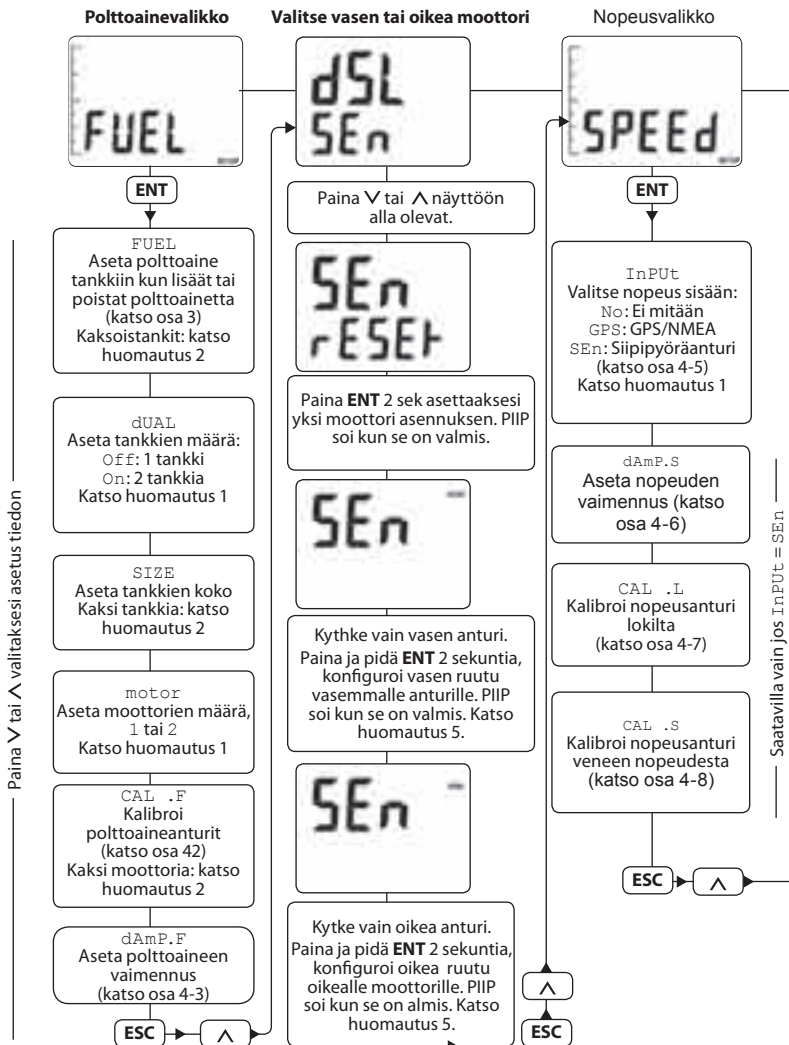 Polttoainevalikko
FUEL
ENT
FUEL
Aseta polttoaine
tankkiin kun lisäät tai
poistat polttoainetta
(katso osa 3)
Kaksoistankit: katso
huomautus 2
dUAL
Aseta tankkien määrä:
Off: 1 tankki
On: 2 tankkia
Katso huomautus 1
SIZE
Aseta tankkien koko
Kaksi tankkia: katso
huomautus 2
motor
Aseta moottorien määrä,
1 tai 2
Katso huomautus 1
CAL .F
Kalibroi
polttoaineanturit
(katso osa 42)
Kaksi moottoria: katso
huomautus 2
dAmP.F
Aseta polttoaineen
vaimennus
(katso osa 4-3)
ESC
Λ
Paina V tai Λ valitaksesi asetus tiedon
Valitse vasen tai oikea moottori
dSL
SEn
Paina V tai Λ näyttöön
alla olevat.
SEn
rESEt
Paina ENT 2 sek asettaaksesi
yksi moottori asennuksen. PIIP
soi kun se on valmis.
SEn
Kythke vain vasen anturi.
Paina ja pidä ENT 2 sekuntia,
konfiguroi vasen ruutu
vasemmalle anturille. PIIP
soi kun se on valmis. Katso
huomautus 5.
SEn
Kytke vain oikea anturi.
Paina ja pidä ENT 2 sekuntia,
konfiguroi oikea ruutu
oikealle moottorille. PIIP
soi kun se on almis. Katso
huomautus 5.
Λ
ESC
Nopeusvalikko
SPEEd
ENT
InPUt
Valitse nopeus sisään:
No: Ei mitään
GPS: GPS/NMEA
SEn: Siipipyöräanturi
(katso osa 4-5)
Katso huomautus 1
dAmP.S
Aseta nopeuden
vaimennus (katso
osa 4-6)
CAL .L
Kalibroi nopeusanturi
lokilta
(katso osa 4-7)
CAL .S
Kalibroi nopeusanturi
veneen nopeudesta
(katso osa 4-8)
ESC
Λ
Saatavilla vain jos InPUt = SEn